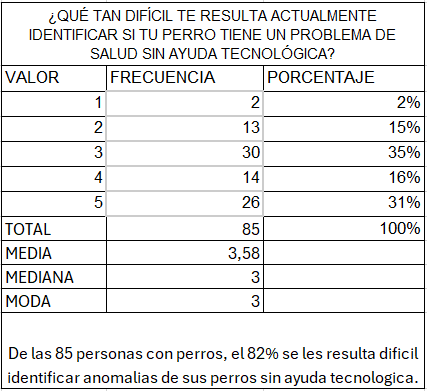 ¿QUÉ TAN DIFÍCIL TE RESULTA ACTUALMENTE
IDENTIFICAR SI TU PERRO TIENE UN PROBLEMA DE
SALUD SIN AYUDA TECNOLÓGICA?
VALOR FRECUENCIA PORCENTAJE
1 2 2%
2 13 15%
3 30 35%
4 14 16%
5 26 31%
TOTAL 85 100%
MEDIA 3,58
MEDIANA 3
MODA 3
De las 85 personas con perros, el 82% se les resulta dificil
identificar anomalias de sus perros sin ayuda tecnologica.